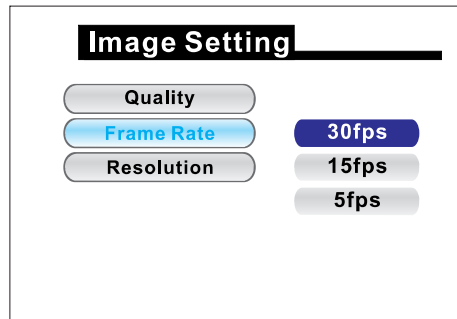 Image Setting
Quality
Frame Rate
30fps
Resolution
15fps
5fps